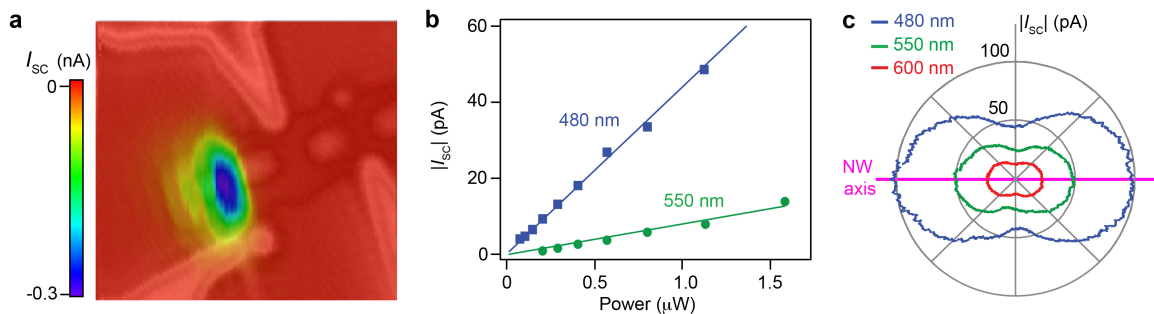 a
I_SC (nA)
0
-0.3
b
60
40
20
0
|I_SC| (pA)
480 nm
550 nm
0
0.5
1.0
1.5
Power (μW)
c
480 nm
550 nm
600 nm
|I_SC| (pA)
100
50
NW
axis